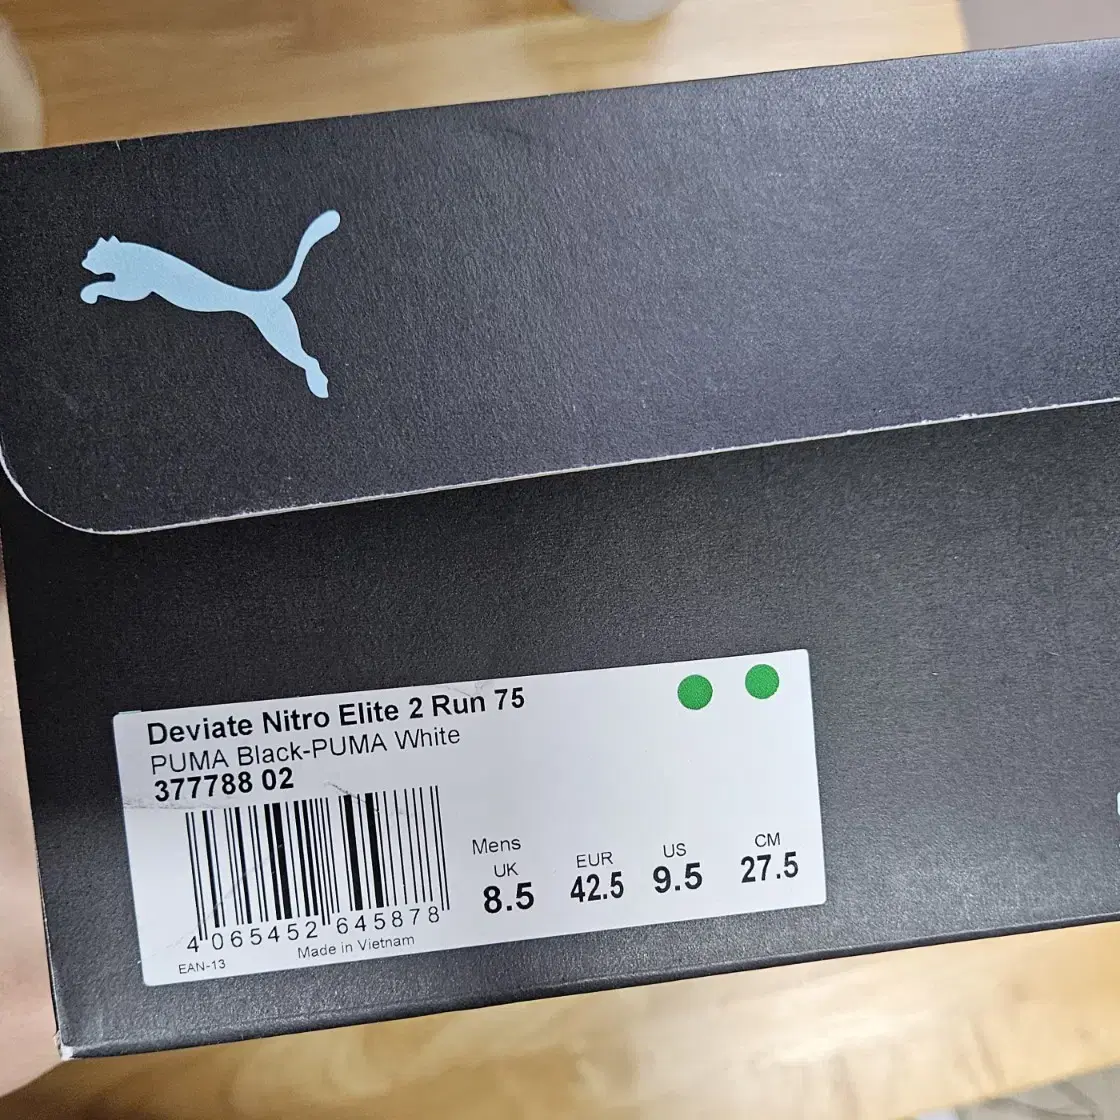 Deviate Nitro Elite 2 Run 75
PUMA Black-PUMA White
377788 02
Mens
UK EUR US CM
8.5 42.5 9.5 27.5
4 065452 645878
EAN-13 Made in Vietnam